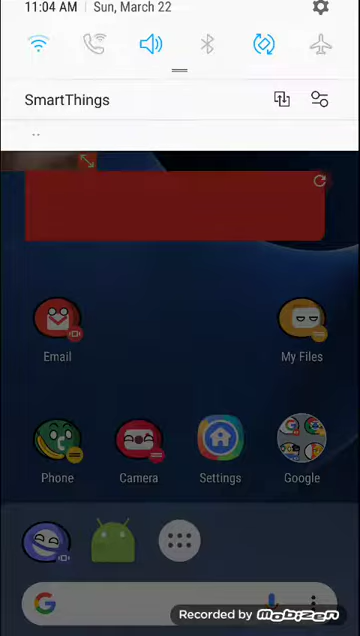 11:04 AM | Sun, March 22
SmartThings
Email
My Files
Phone
Camera
Settings
Google
G
Recorded by MOBIZEN